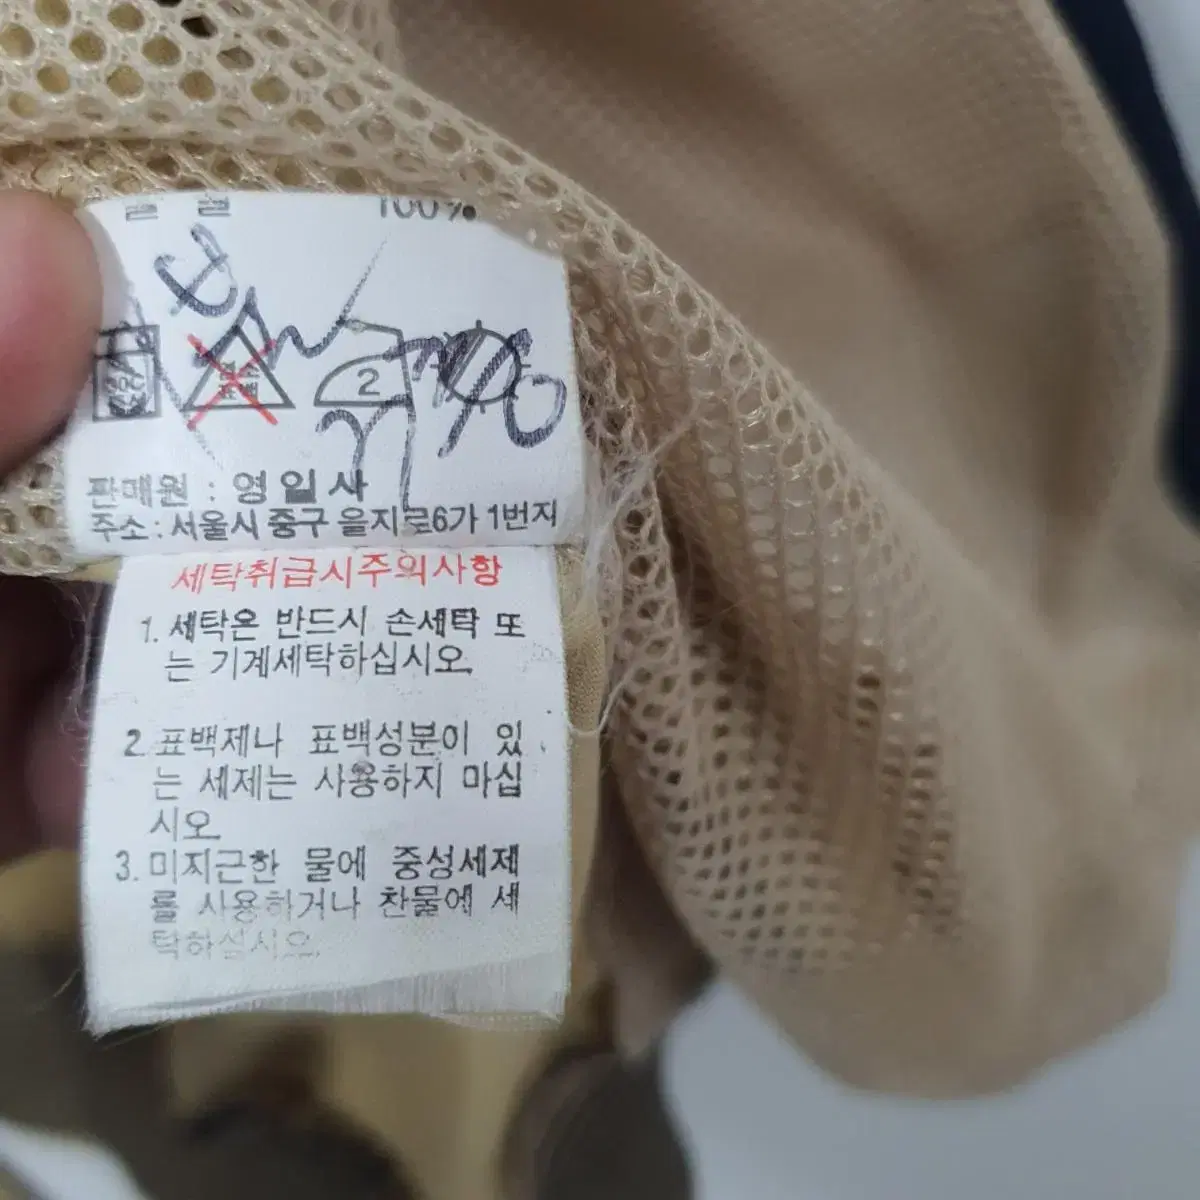 100%
2
판매원 : 영일사
주소 : 서울시 중구 을지로6가 1번지
세탁취급시주의사항
1. 세탁은 반드시 손세탁 또
는 기계세탁하십시오.
2. 표백제나 표백성분이 있
는 세제는 사용하지 마십
시오.
3. 미지근한 물에 중성세제
를 사용하거나 찬물에 세
탁하십시오.